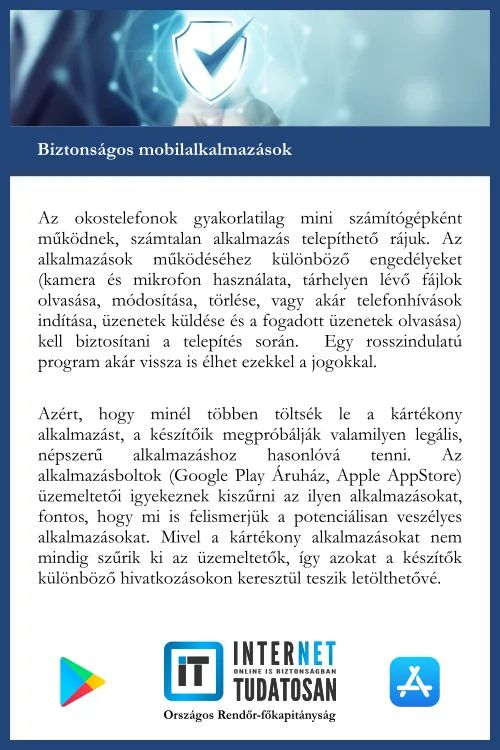 Biztonságos mobilalkalmazások
Az okostelefonok gyakorlatilag mini számítógépként
működnek, számtalan alkalmazás telepíthető rájuk. Az
alkalmazások működéséhez különböző engedélyeket
(kamera és mikrofon használata, tárhelyen lévő fájlok
olvasása, módosítása, törlése, vagy akár telefonhívások
indítása, üzenetek küldése és a fogadott üzenetek olvasása)
kell biztosítani a telepítés során. Egy rosszindulatú
program akár vissza is élhet ezekkel a jogokkal.
Azért, hogy minél többen töltsék le a kártékony
alkalmazást, a készítőik megpróbálják valamilyen legális,
népszerű alkalmazáshoz hasonlóvá tenni. Az
alkalmazásboltok (Google Play Áruház, Apple AppStore)
üzemeltetői igyekeznek kiszűrni az ilyen alkalmazásokat,
fontos, hogy mi is felismerjük a potenciálisan veszélyes
alkalmazásokat. Mivel a kártékony alkalmazásokat nem
mindig szűrik ki az üzemeltetők, így azokat a készítők
különböző hivatkozásokon keresztül teszik letölthetővé.
iT
INTERNET
ONLINE IS BIZTONSÁGBAN
TUDATOSAN
Országos Rendőr-főkapitányság